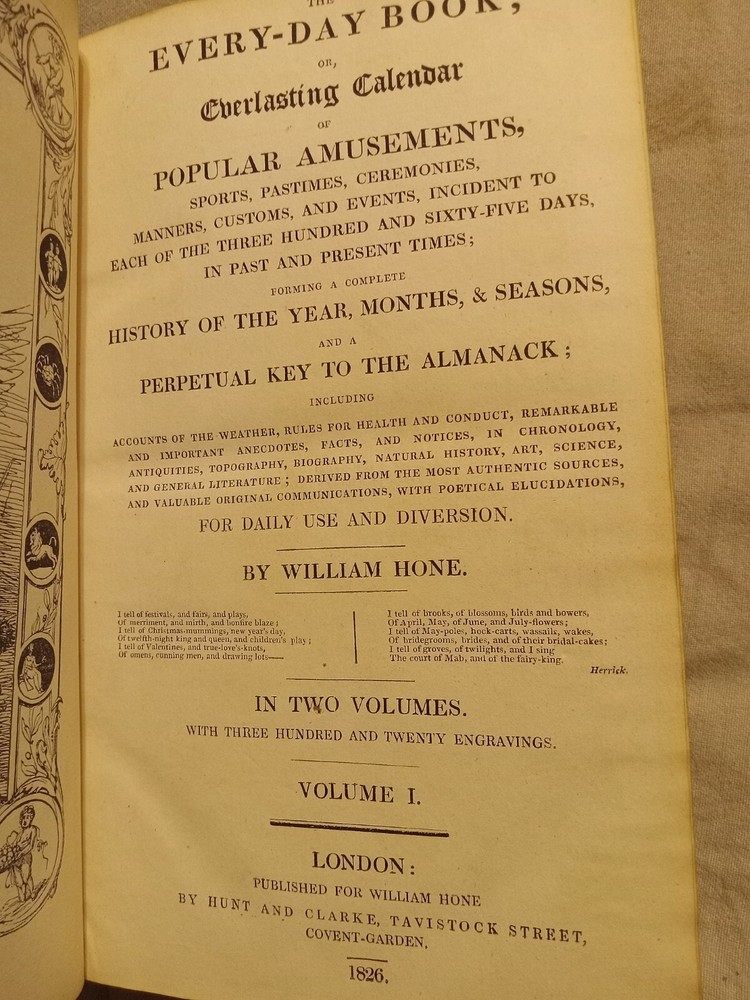 THE
EVERY-DAY BOOK;
OR,
Everlasting Calendar
OF
POPULAR AMUSEMENTS,
SPORTS, PASTIMES, CEREMONIES,
MANNERS, CUSTOMS, AND EVENTS, INCIDENT TO
EACH OF THE THREE HUNDRED AND SIXTY-FIVE DAYS,
IN PAST AND PRESENT TIMES;
FORMING A COMPLETE
HISTORY OF THE YEAR, MONTHS, & SEASONS,
AND A
PERPETUAL KEY TO THE ALMANACK;
INCLUDING
ACCOUNTS OF THE WEATHER, RULES FOR HEALTH AND CONDUCT, REMARKABLE
AND IMPORTANT ANECDOTES, FACTS, AND NOTICES, IN CHRONOLOGY,
ANTIQUITIES, TOPOGRAPHY, BIOGRAPHY, NATURAL HISTORY, ART, SCIENCE,
AND GENERAL LITERATURE; DERIVED FROM THE MOST AUTHENTIC SOURCES,
AND VALUABLE ORIGINAL COMMUNICATIONS, WITH POETICAL ELUCIDATIONS,
FOR DAILY USE AND DIVERSION.
BY WILLIAM HONE.
I tell of festivals, and fairs, and plays,
Of merriment, and mirth, and bonfire blaze;
I tell of Christmas-mummings, new year's day,
Of twelfth-night king and queen, and children's play;
I tell of Valentines, and true-love's-knots,
Of omens, cunning men, and drawing lots—
I tell of brooks, of blossoms, birds and bowers,
Of April, May, of June, and July-flowers;
I tell of May-poles, hock-carts, wassails, wakes,
Of bridegrooms, brides, and of their bridal-cakes;
I tell of groves, of twilights, and I sing
The court of Mab, and of the fairy-king.
Herrick.
IN TWO VOLUMES.
WITH THREE HUNDRED AND TWENTY ENGRAVINGS.
VOLUME I.
LONDON:
PUBLISHED FOR WILLIAM HONE
BY HUNT AND CLARKE, TAVISTOCK STREET,
COVENT-GARDEN.
1826.